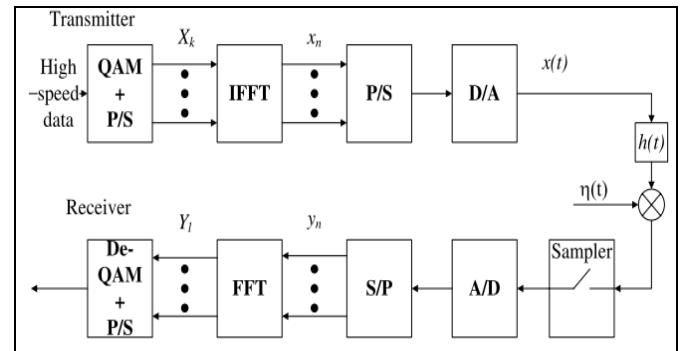 Transmitter
High
–speed
data
QAM
+
P/S
X_k
IFFT
x_n
P/S
D/A
x(t)
h(t)
η(t)
Receiver
De-
QAM
+
P/S
Y_l
FFT
y_n
S/P
A/D
Sampler